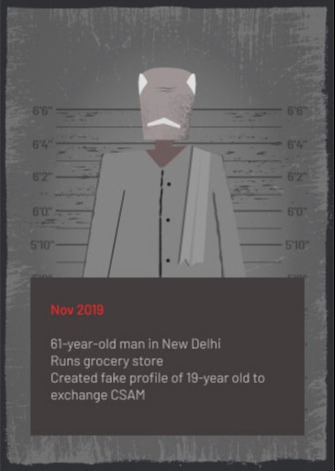 6'6" 6'6"
6'4" 6'4"
6'2" 6'2"
6'0" 6'0"
5'10" 5'10"
Nov 2019
61-year-old man in New Delhi
Runs grocery store
Created fake profile of 19-year old to
exchange CSAM